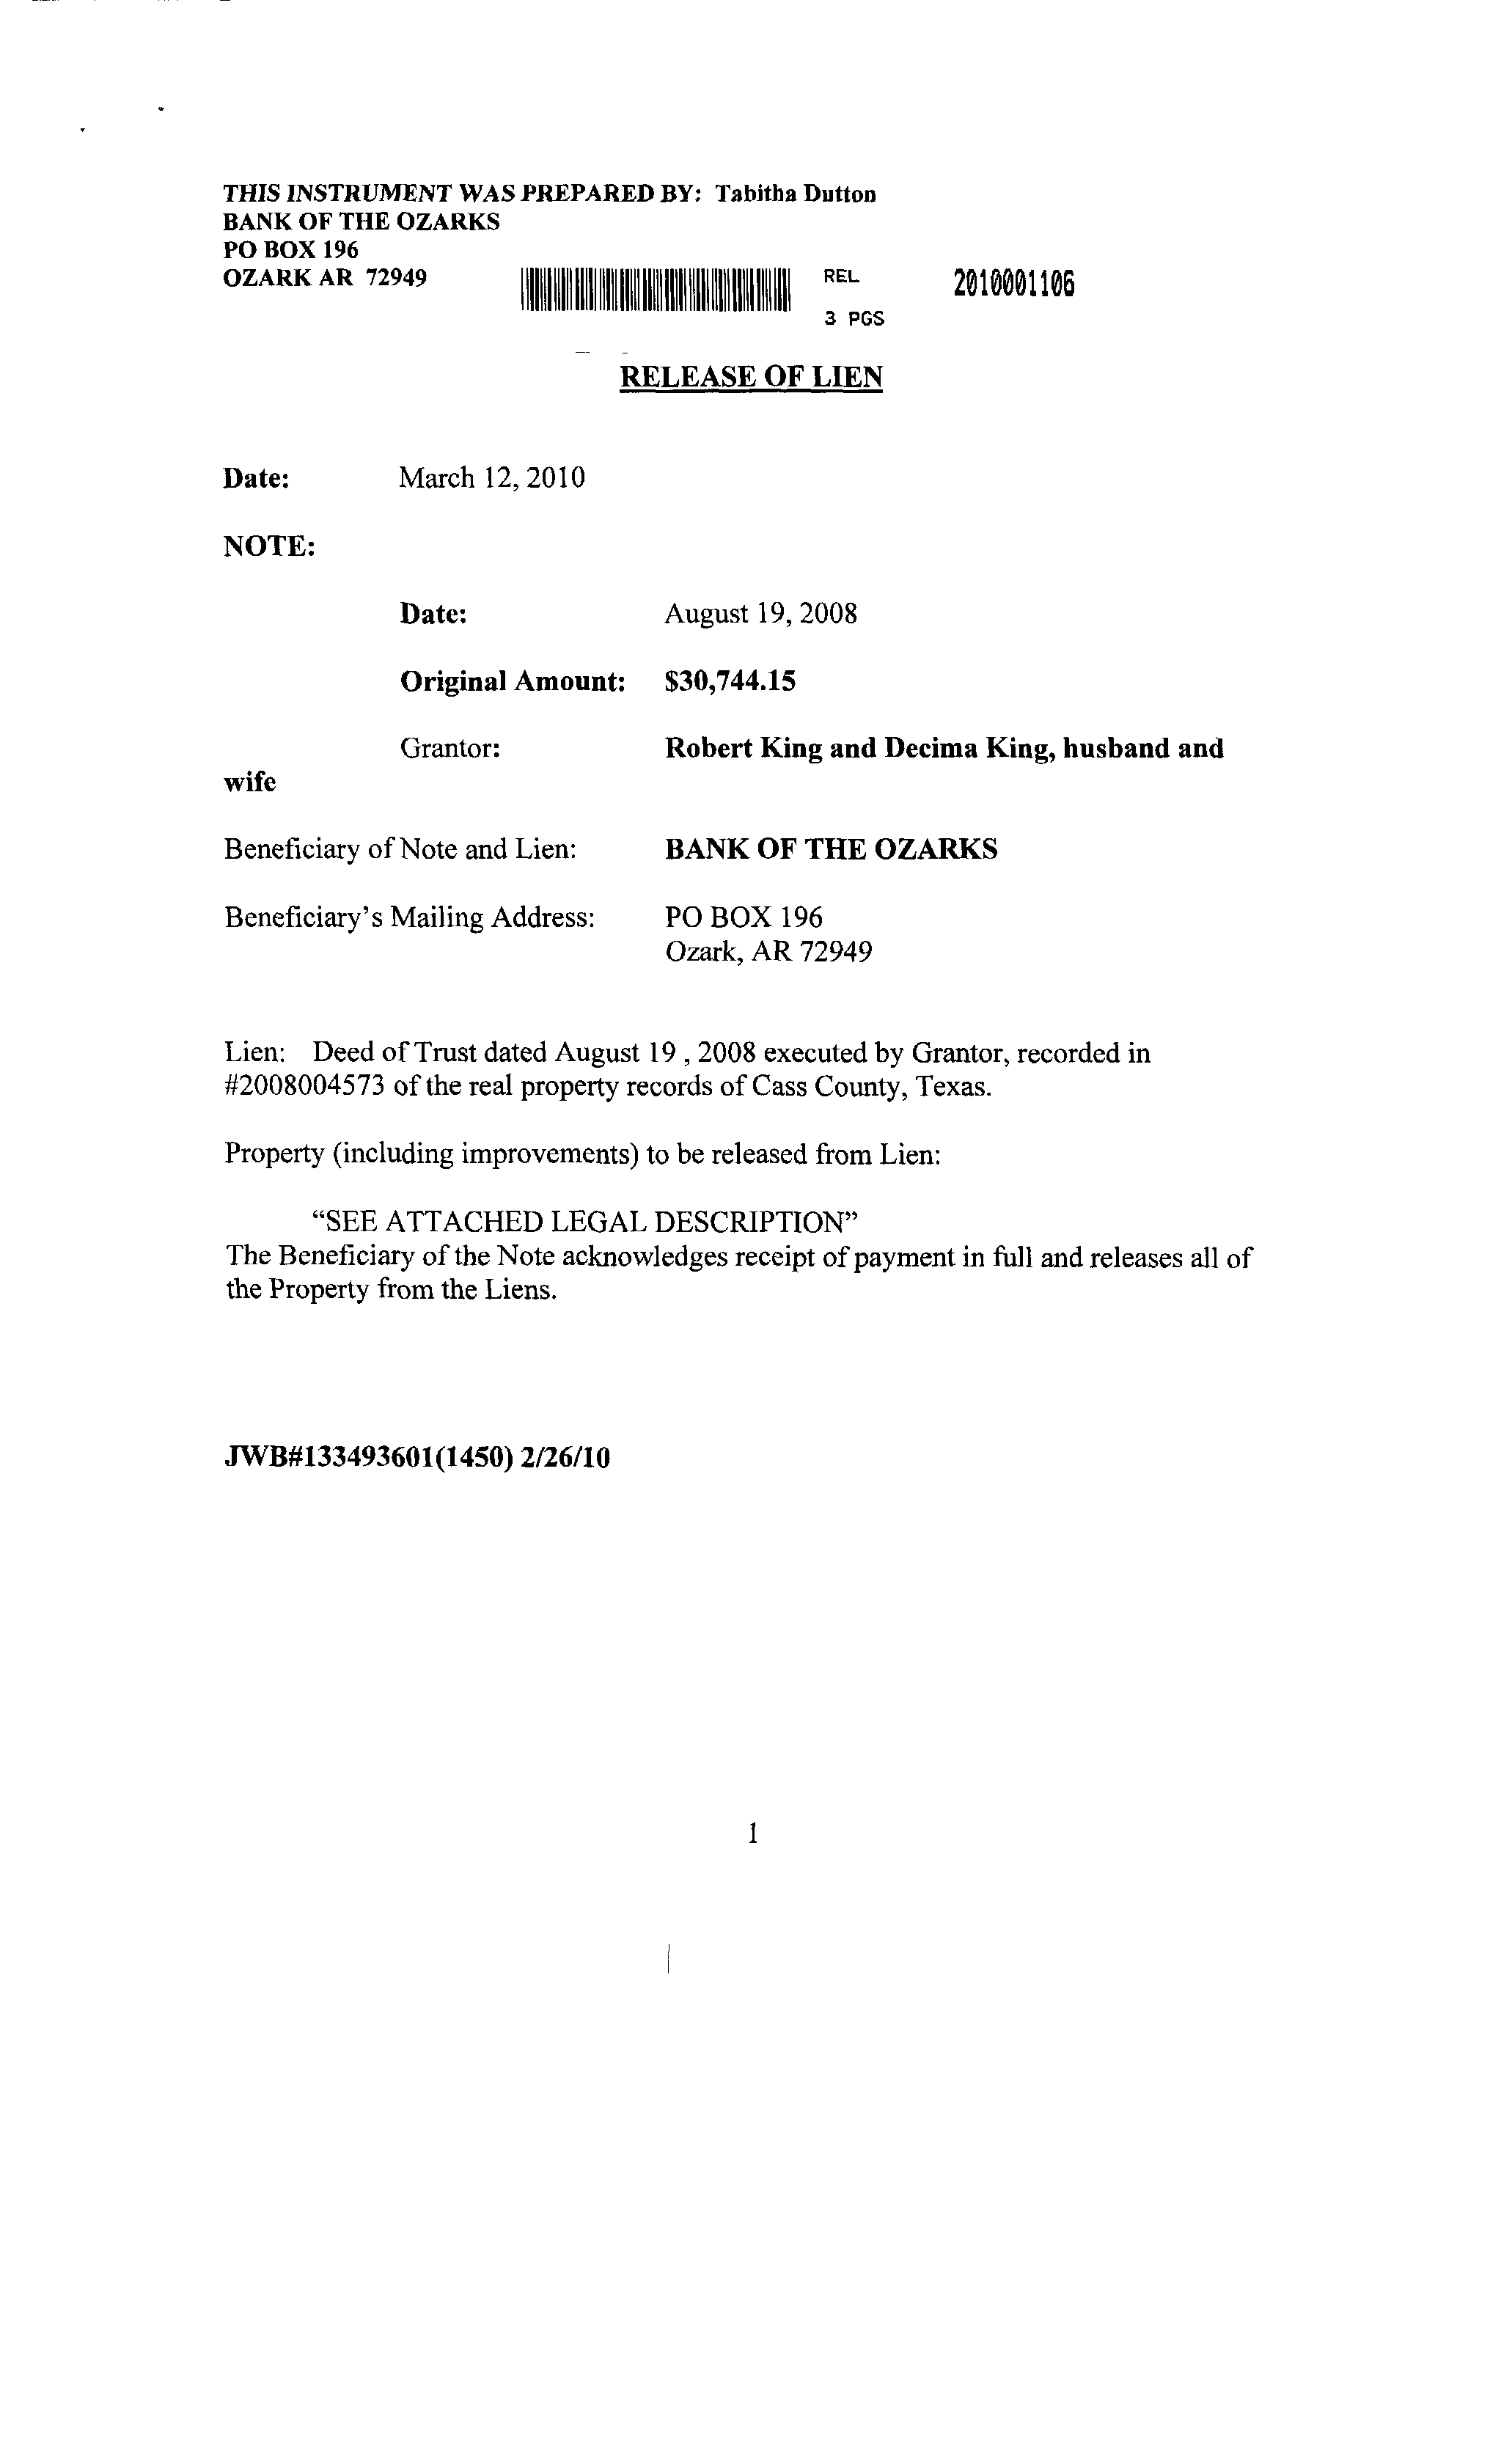 THIS INSTRUMENT WAS PREPARED BY: Tabitha Dutton
BANK OF THE OZARKS
PO BOX 196
OZARK AR 72949
REL 2010001106
3 PGS
RELEASE OF LIEN
Date: March 12, 2010
NOTE:
Date: August 19, 2008
Original Amount: $30,744.15
Grantor: Robert King and Decima King, husband and
wife
Beneficiary of Note and Lien: BANK OF THE OZARKS
Beneficiary's Mailing Address: PO BOX 196
Ozark, AR 72949
Lien: Deed of Trust dated August 19 , 2008 executed by Grantor, recorded in
#2008004573 of the real property records of Cass County, Texas.
Property (including improvements) to be released from Lien:
“SEE ATTACHED LEGAL DESCRIPTION”
The Beneficiary of the Note acknowledges receipt of payment in full and releases all of
the Property from the Liens.
JWB#133493601(1450) 2/26/10
1